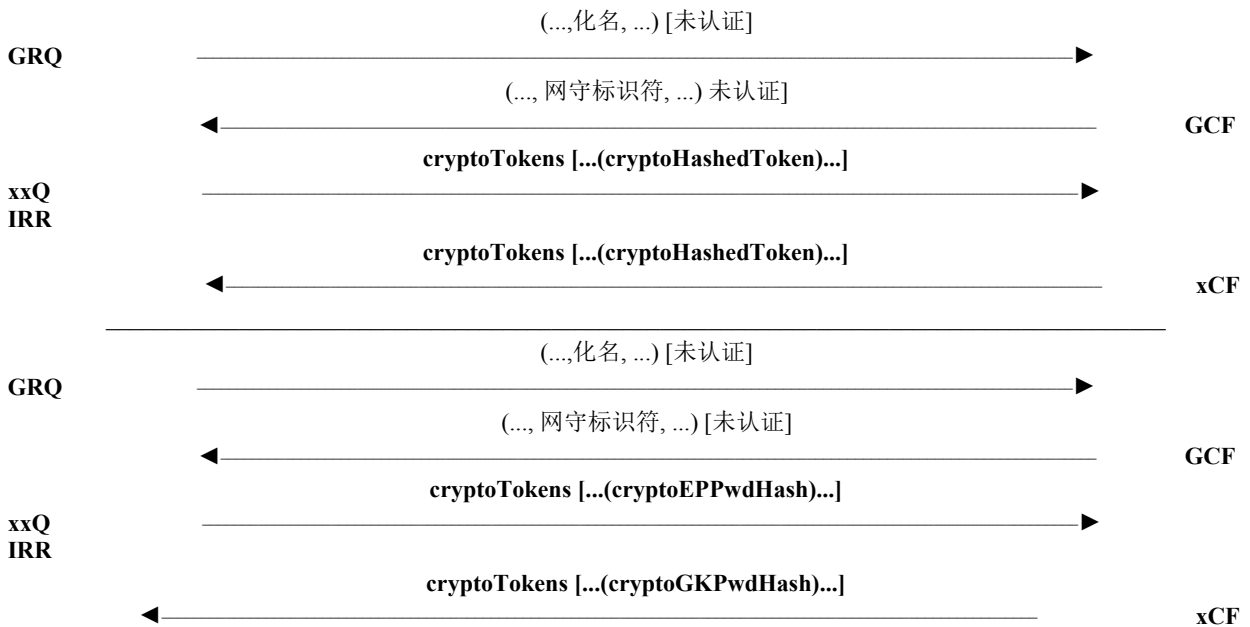 (...,化名, ...) [未认证]
GRQ
(..., 网守标识符, ...) 未认证]
GCF
cryptoTokens [...(cryptoHashedToken)...]
xxQ
IRR
cryptoTokens [...(cryptoHashedToken)...]
xCF
(...,化名, ...) [未认证]
GRQ
(..., 网守标识符, ...) [未认证]
GCF
cryptoTokens [...(cryptoEPPwdHash)...]
xxQ
IRR
cryptoTokens [...(cryptoGKPwdHash)...]
xCF